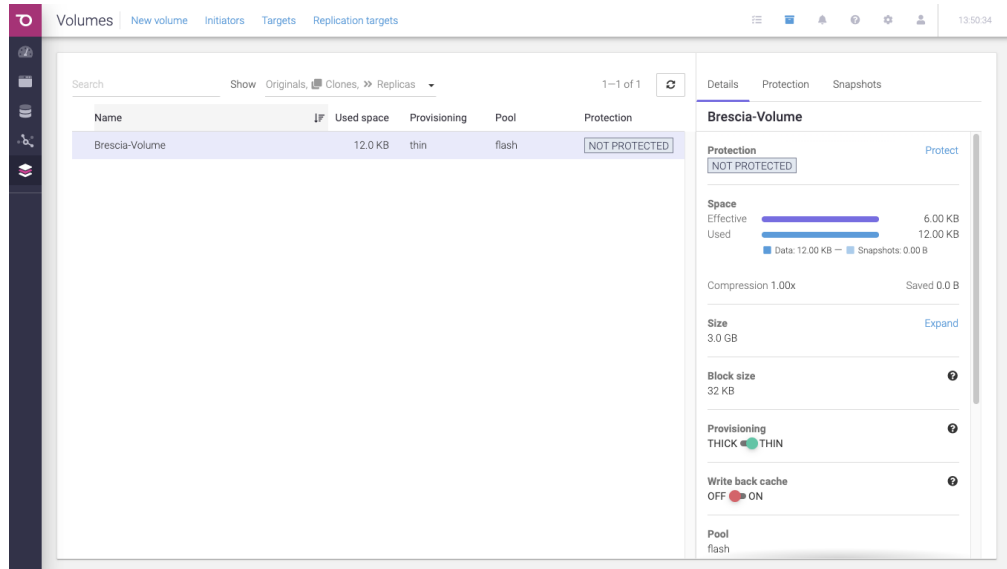 Volumes New volume Initiators Targets Replication targets 13:50:34
Search Show Originals, Clones, Replicas 1—1 of 1
Name Used space Provisioning Pool Protection
Brescia-Volume 12.0 KB thin flash NOT PROTECTED
Details Protection Snapshots
Brescia-Volume
Protection Protect
NOT PROTECTED
Space
Effective 6.00 KB
Used 12.00 KB
Data: 12.00 KB — Snapshots: 0.00 B
Compression 1.00x Saved 0.0 B
Size Expand
3.0 GB
Block size
32 KB
Provisioning
THICK THIN
Write back cache
OFF ON
Pool
flash